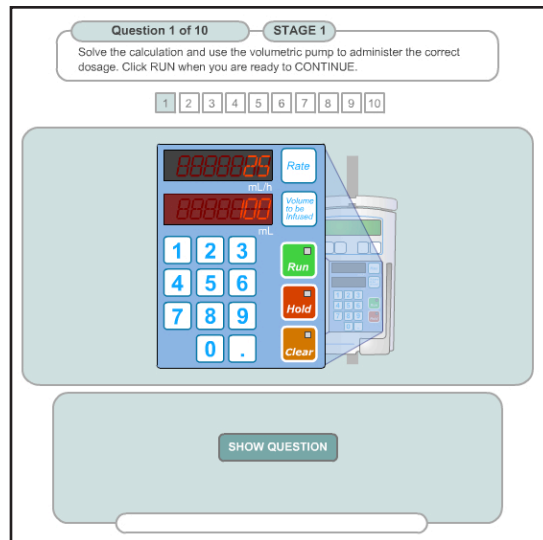 Question 1 of 10
STAGE 1
Solve the calculation and use the volumetric pump to administer the correct
dosage. Click RUN when you are ready to CONTINUE.
1 2 3 4 5 6 7 8 9 10
25
Rate
mL/h
100
Volume
to be
Infused
mL
1 2 3
Run
4 5 6
Hold
7 8 9
Clear
0 .
SHOW QUESTION